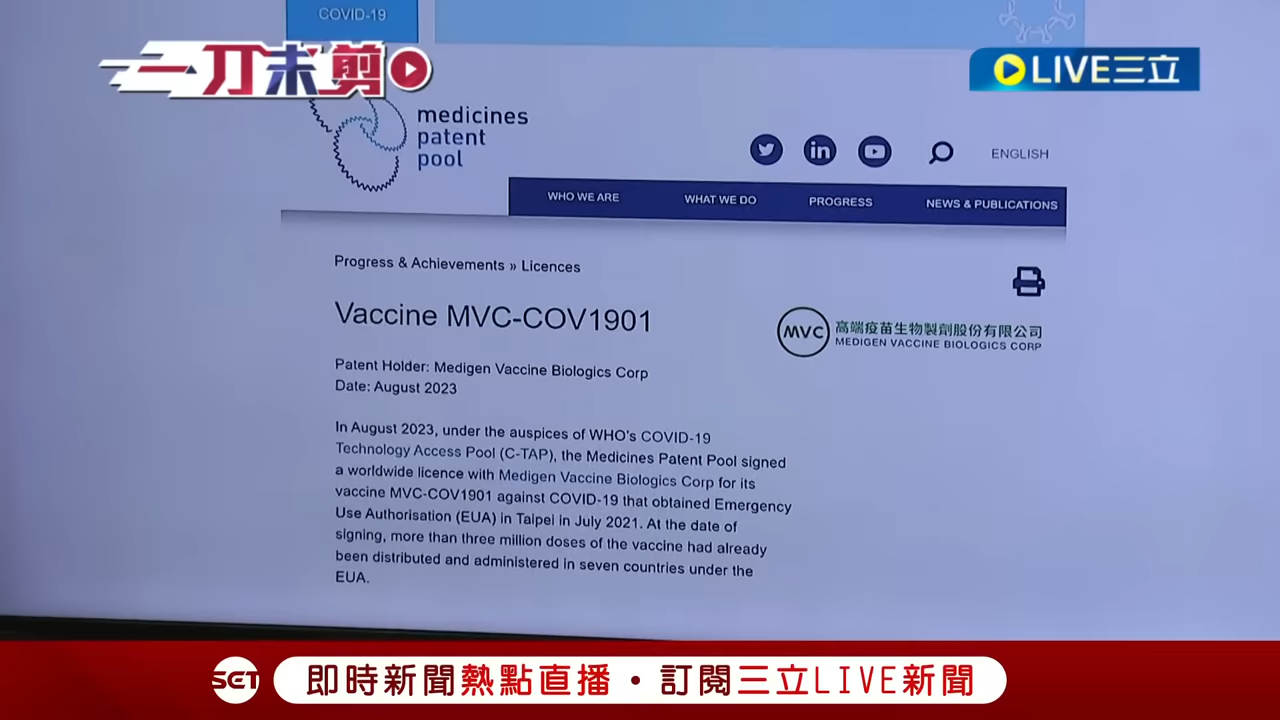 COVID-19
一刀未剪
LIVE三立
medicines
patent
pool
ENGLISH
WHO WE ARE
WHAT WE DO
PROGRESS
NEWS & PUBLICATIONS
Progress & Achievements » Licences
Vaccine MVC-COV1901
MVC
高端疫苗生物製劑股份有限公司
MEDIGEN VACCINE BIOLOGICS CORP
Patent Holder: Medigen Vaccine Biologics Corp
Date: August 2023
In August 2023, under the auspices of WHO's COVID-19
Technology Access Pool (C-TAP), the Medicines Patent Pool signed
a worldwide licence with Medigen Vaccine Biologics Corp for its
vaccine MVC-COV1901 against COVID-19 that obtained Emergency
Use Authorisation (EUA) in Taipei in July 2021. At the date of
signing, more than three million doses of the vaccine had already
been distributed and administered in seven countries under the
EUA.
SET
即時新聞熱點直播・訂閱三立LIVE新聞